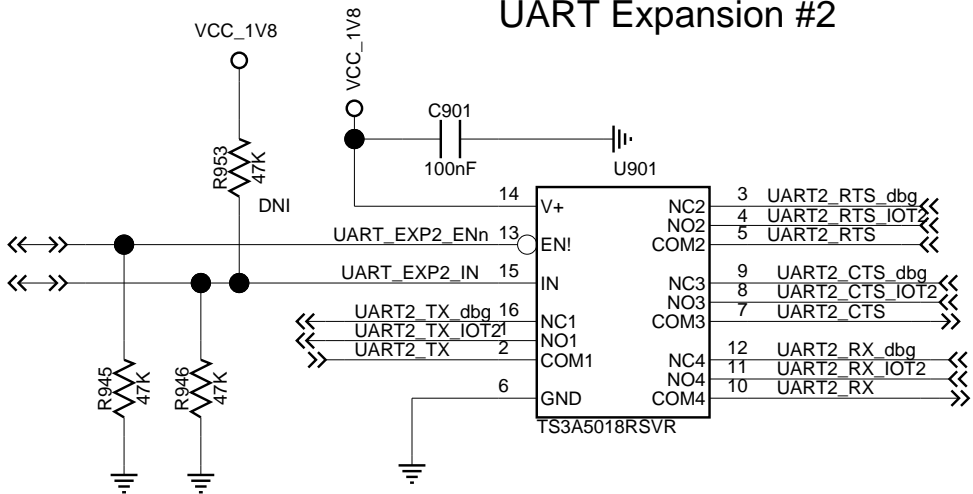 UART Expansion #2
VCC_1V8
VCC_1V8
C901
100nF
R953
47K
DNI
U901
14 V+
UART_EXP2_ENn 13 EN!
UART_EXP2_IN 15 IN
UART2_TX_dbg 16 NC1
UART2_TX_IOT2 1 NO1
UART2_TX 2 COM1
6 GND
NC2 3 UART2_RTS_dbg
NO2 4 UART2_RTS_IOT2
COM2 5 UART2_RTS
NC3 9 UART2_CTS_dbg
NO3 8 UART2_CTS_IOT2
COM3 7 UART2_CTS
NC4 12 UART2_RX_dbg
NO4 11 UART2_RX_IOT2
COM4 10 UART2_RX
TS3A5018RSVR
R945
47K
R946
47K